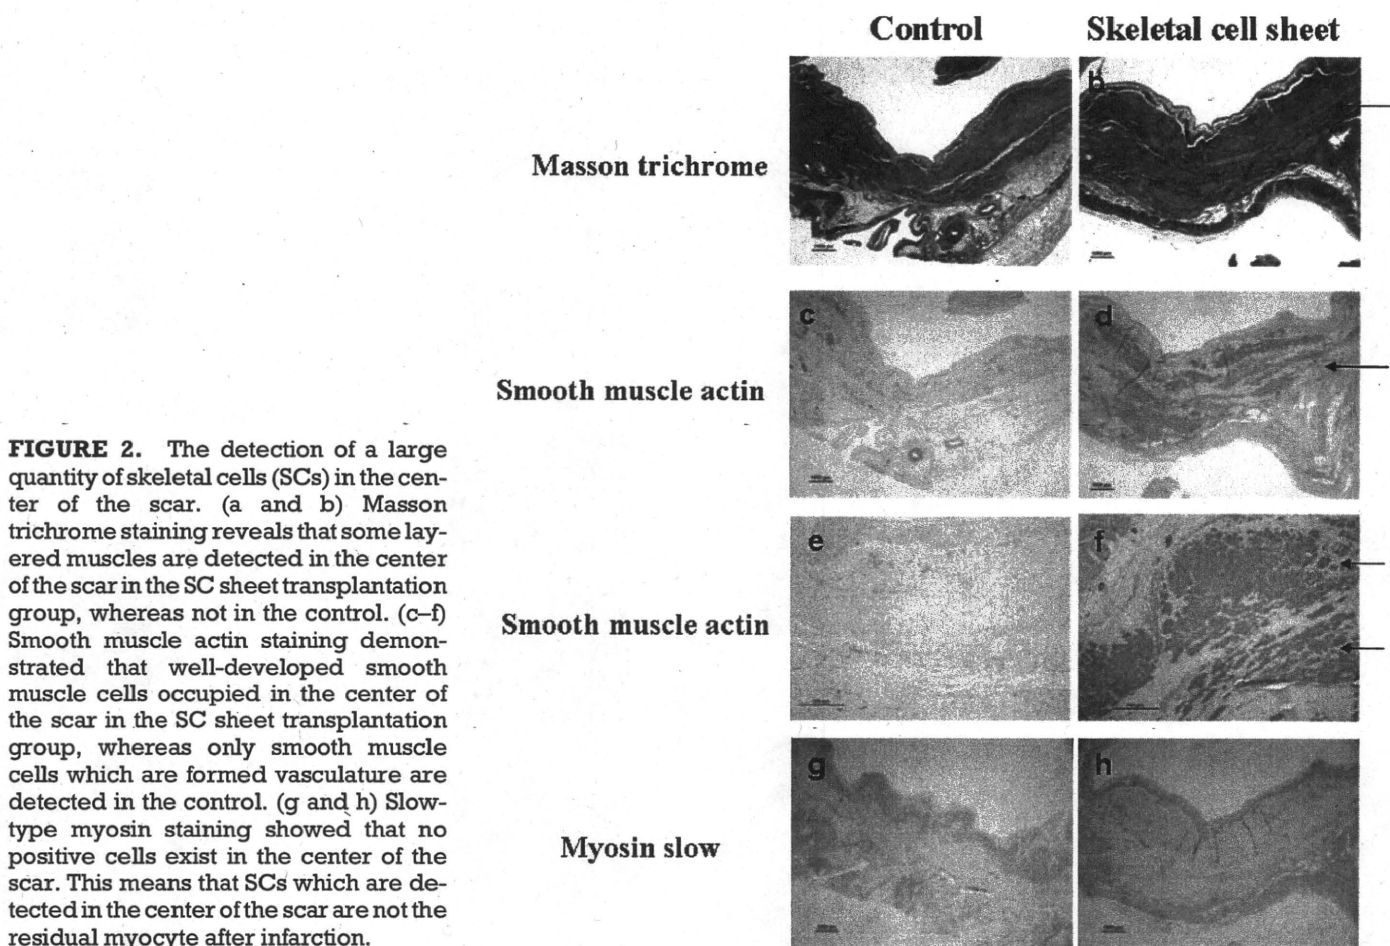 Control
Skeletal cell sheet
b
Masson trichrome
c
d
Smooth muscle actin
e
f
Smooth muscle actin
g
h
Myosin slow
FIGURE 2. The detection of a large
quantity of skeletal cells (SCs) in the cen-
ter of the scar. (a and b) Masson
trichrome staining reveals that some lay-
ered muscles are detected in the center
of the scar in the SC sheet transplantation
group, whereas not in the control. (c–f)
Smooth muscle actin staining demon-
strated that well-developed smooth
muscle cells occupied in the center of
the scar in the SC sheet transplantation
group, whereas only smooth muscle
cells which are formed vasculature are
detected in the control. (g and h) Slow-
type myosin staining showed that no
positive cells exist in the center of the
scar. This means that SCs which are de-
tected in the center of the scar are not the
residual myocyte after infarction.